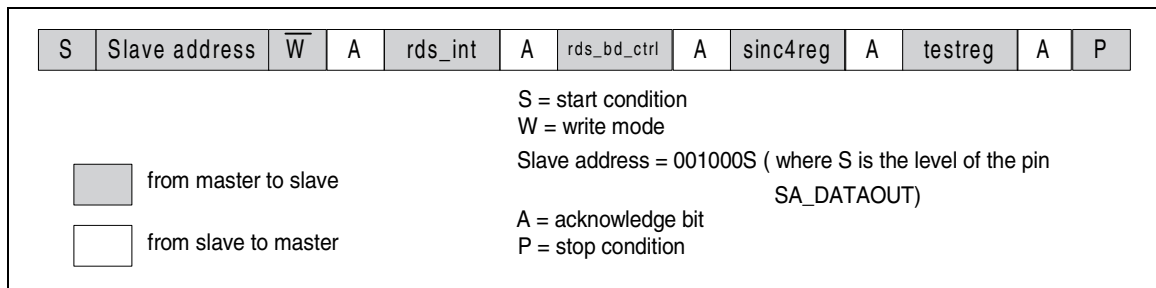 S Slave address W̅ A rds_int A rds_bd_ctrl A sinc4reg A testreg A P
S = start condition
W = write mode
Slave address = 001000S ( where S is the level of the pin
SA_DATAOUT)
from master to slave
A = acknowledge bit
P = stop condition
from slave to master